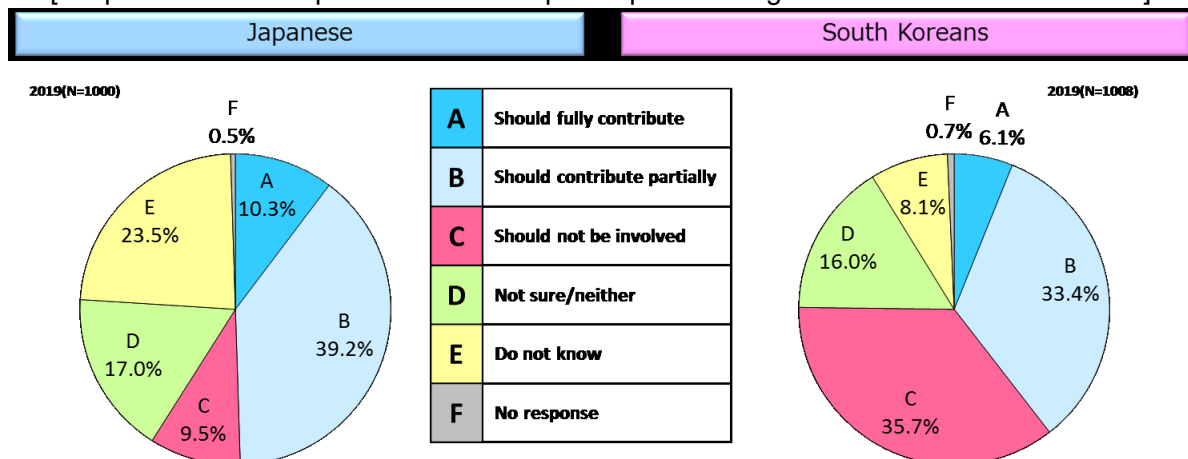 Japanese
South Koreans
2019(N=1000)
2019(N=1008)
F
0.5%
A
10.3%
B
39.2%
C
9.5%
D
17.0%
E
23.5%
A Should fully contribute
B Should contribute partially
C Should not be involved
D Not sure/neither
E Do not know
F No response
F
0.7%
A
6.1%
B
33.4%
C
35.7%
D
16.0%
E
8.1%